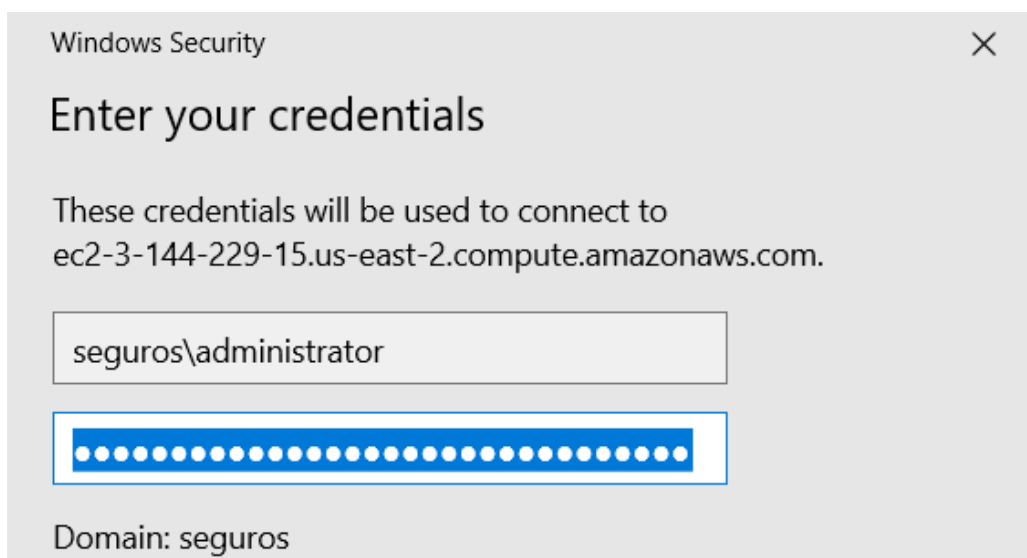 Windows Security
Enter your credentials
These credentials will be used to connect to
ec2-3-144-229-15.us-east-2.compute.amazonaws.com.
seguros\administrator
••••••••••••••••••••••••••••••••
Domain: seguros